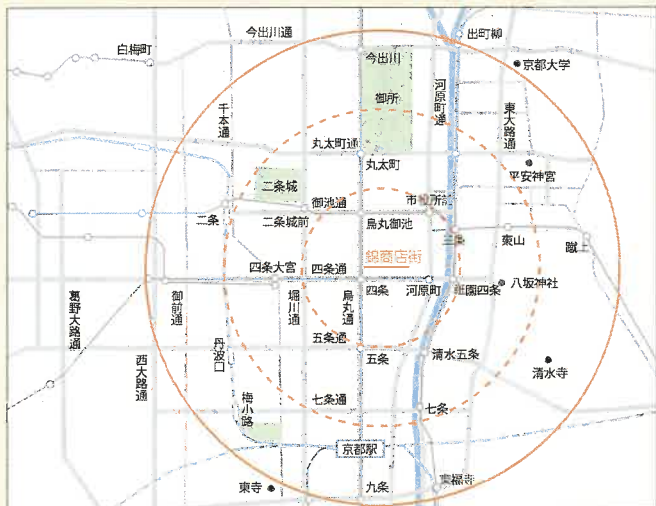 今出川通
出町柳
白梅町
今出川
京都大学
御所
河原町通
東大路通
千本通
丸太町通
丸太町
平安神宮
二条城
御池通
二条
二条城前
烏丸御池
東山
蹴上
錦商店街
四条大宮
四条通
四条
河原町
祇園四条
八坂神社
葛野大路通
御前通
堀川通
烏丸通
西大路通
丹波口
五条通
五条
清水五条
清水寺
梅小路
七条通
七条
京都駅
東寺
九条
東福寺